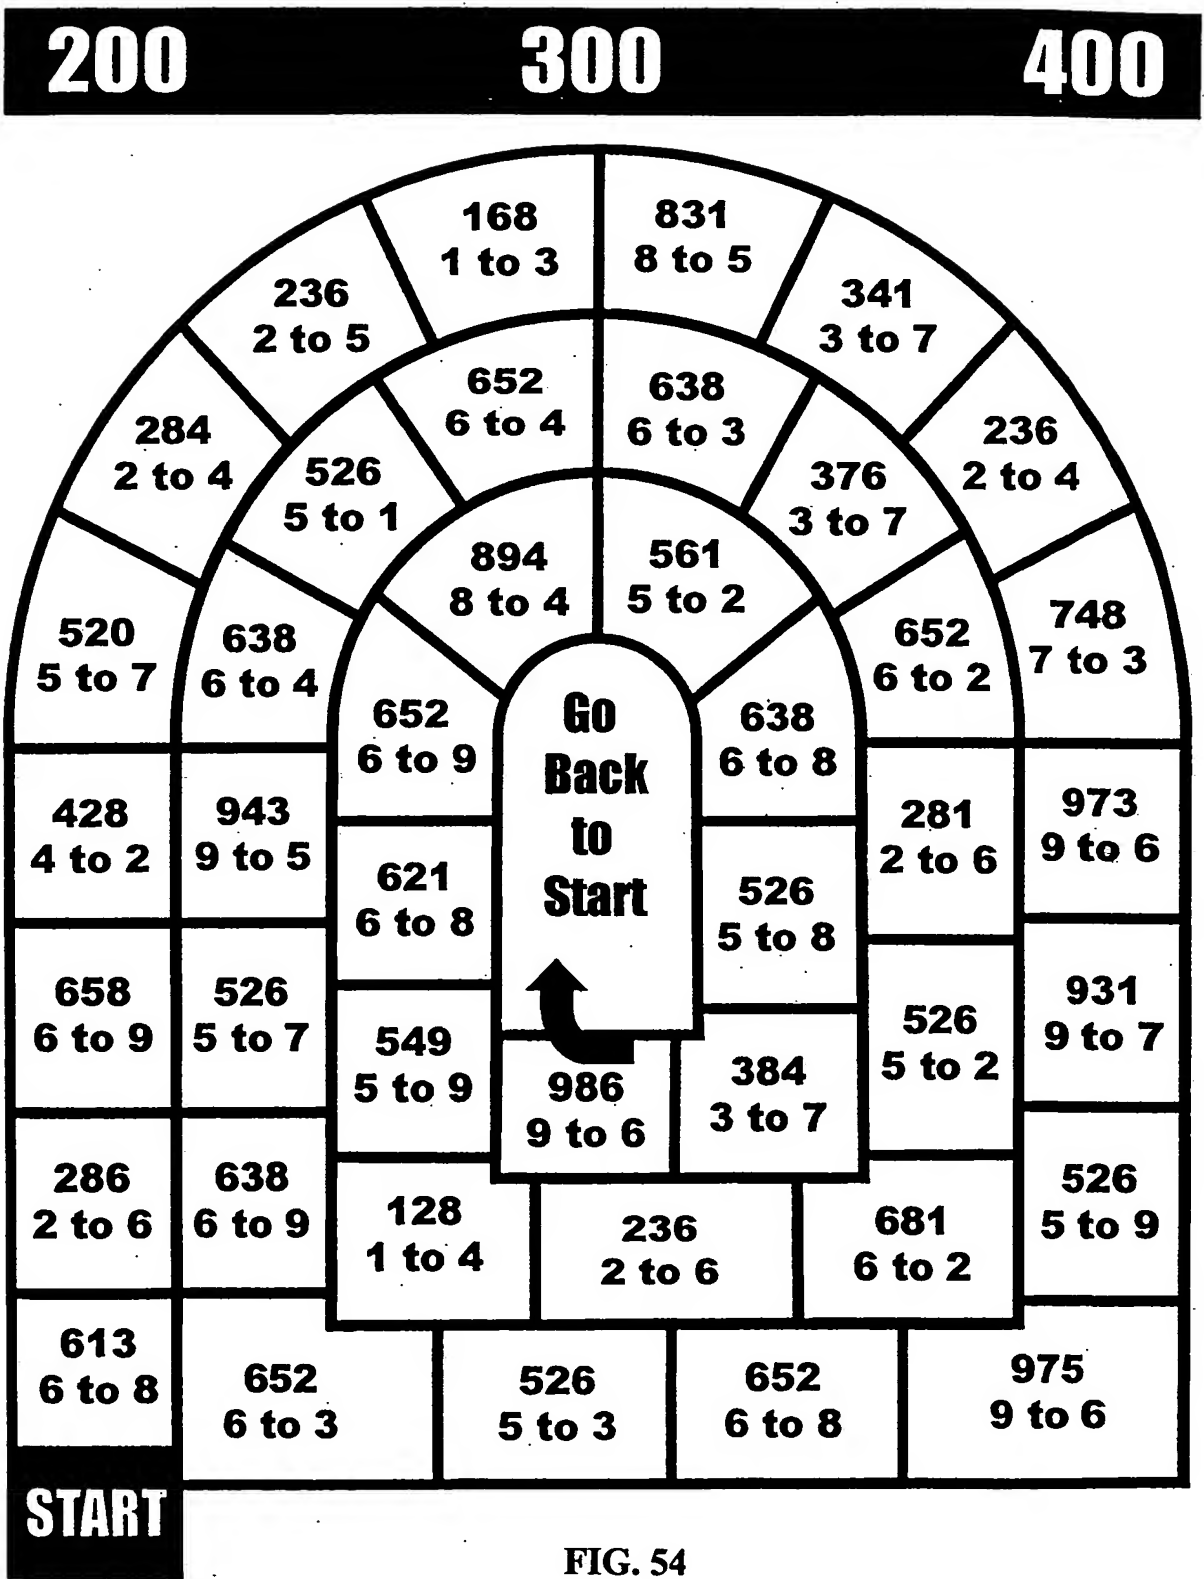 200 300 400
168
1 to 3
831
8 to 5
236
2 to 5
341
3 to 7
652
6 to 4
638
6 to 3
284
2 to 4
236
2 to 4
526
5 to 1
376
3 to 7
894
8 to 4
561
5 to 2
520
5 to 7
638
6 to 4
652
6 to 2
748
7 to 3
652
6 to 9
Go
Back
to
Start
638
6 to 8
428
4 to 2
943
9 to 5
281
2 to 6
973
9 to 6
621
6 to 8
526
5 to 8
658
6 to 9
526
5 to 7
526
5 to 2
931
9 to 7
549
5 to 9
986
9 to 6
384
3 to 7
286
2 to 6
638
6 to 9
128
1 to 4
236
2 to 6
681
6 to 2
526
5 to 9
613
6 to 8
652
6 to 3
526
5 to 3
652
6 to 8
975
9 to 6
START
FIG. 54